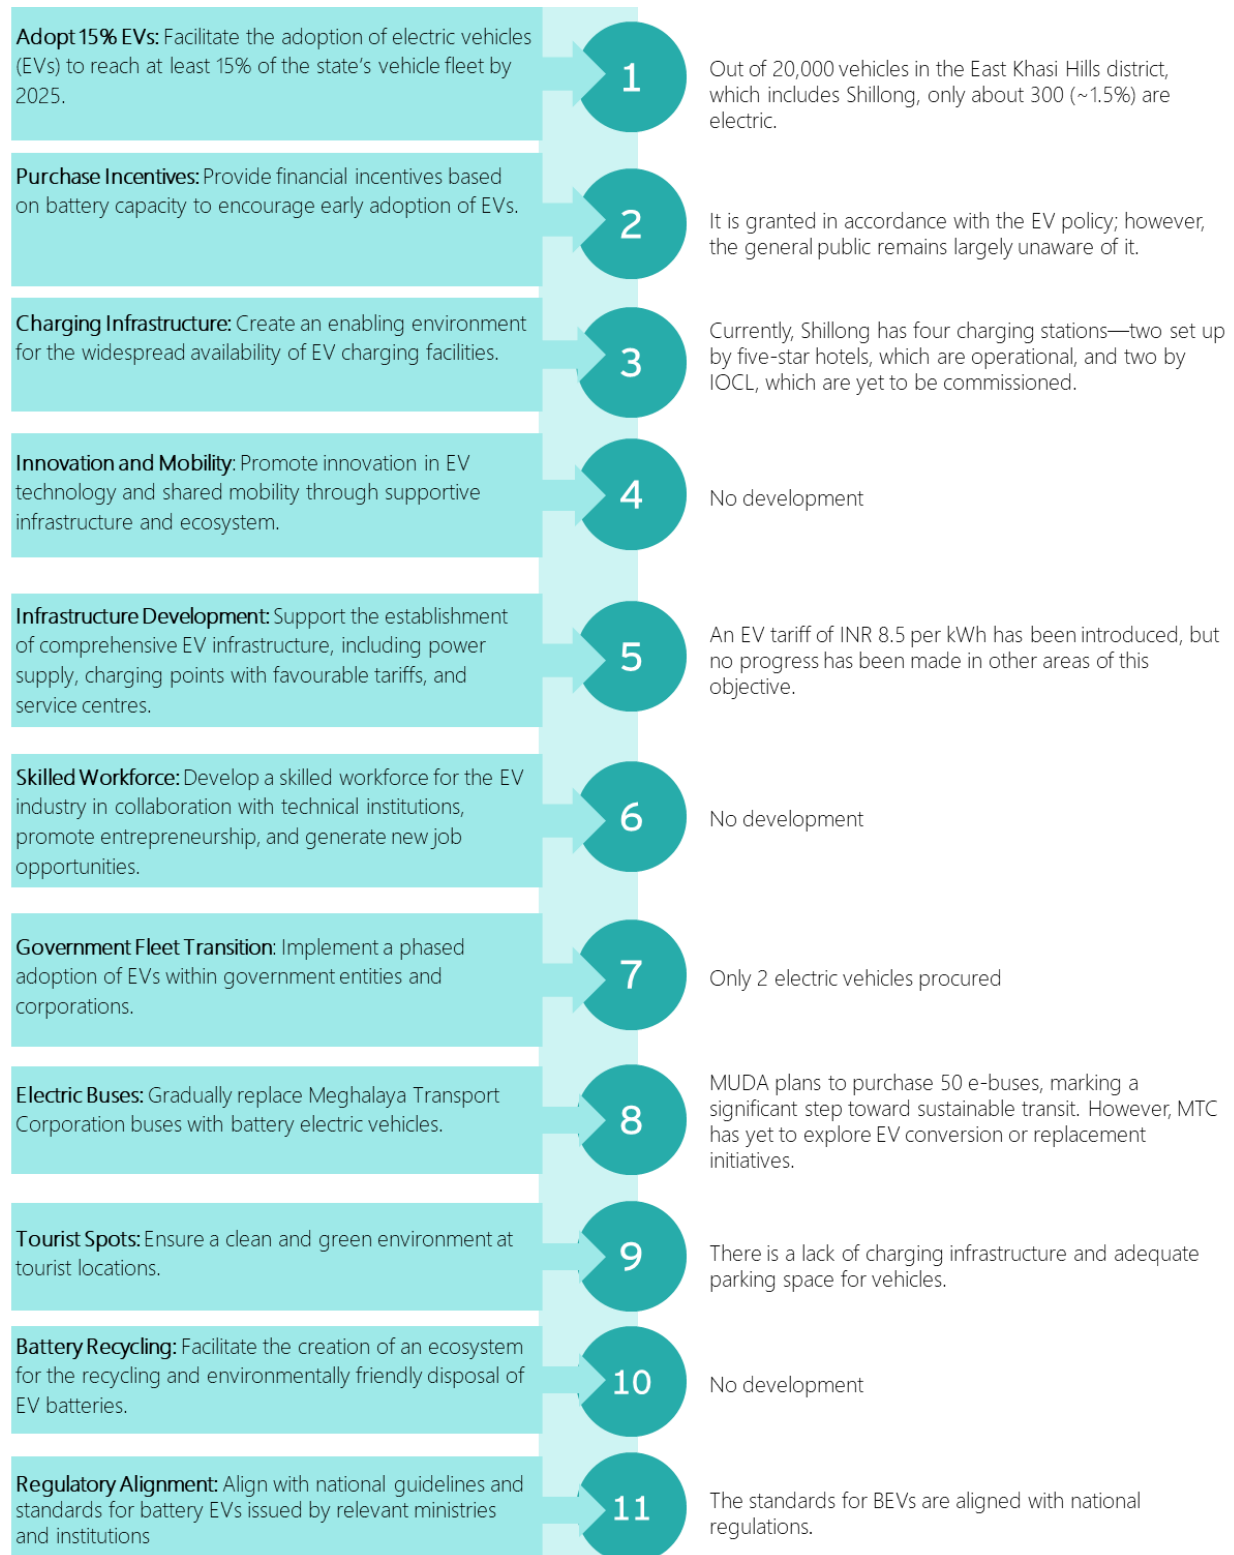 Adopt 15% EVs: Facilitate the adoption of electric vehicles
(EVs) to reach at least 15% of the state's vehicle fleet by
2025.
1
Out of 20,000 vehicles in the East Khasi Hills district,
which includes Shillong, only about 300 (~1.5%) are
electric.
Purchase Incentives: Provide financial incentives based
on battery capacity to encourage early adoption of EVs.
2
It is granted in accordance with the EV policy; however,
the general public remains largely unaware of it.
Charging Infrastructure: Create an enabling environment
for the widespread availability of EV charging facilities.
3
Currently, Shillong has four charging stations—two set up
by five-star hotels, which are operational, and two by
IOCL, which are yet to be commissioned.
Innovation and Mobility: Promote innovation in EV
technology and shared mobility through supportive
infrastructure and ecosystem.
4
No development
Infrastructure Development: Support the establishment
of comprehensive EV infrastructure, including power
supply, charging points with favourable tariffs, and
service centres.
5
An EV tariff of INR 8.5 per kWh has been introduced, but
no progress has been made in other areas of this
objective.
Skilled Workforce: Develop a skilled workforce for the EV
industry in collaboration with technical institutions,
promote entrepreneurship, and generate new job
opportunities.
6
No development
Government Fleet Transition: Implement a phased
adoption of EVs within government entities and
corporations.
7
Only 2 electric vehicles procured
Electric Buses: Gradually replace Meghalaya Transport
Corporation buses with battery electric vehicles.
8
MUDA plans to purchase 50 e-buses, marking a
significant step toward sustainable transit. However, MTC
has yet to explore EV conversion or replacement
initiatives.
Tourist Spots: Ensure a clean and green environment at
tourist locations.
9
There is a lack of charging infrastructure and adequate
parking space for vehicles.
Battery Recycling: Facilitate the creation of an ecosystem
for the recycling and environmentally friendly disposal of
EV batteries.
10
No development
Regulatory Alignment: Align with national guidelines and
standards for battery EVs issued by relevant ministries
and institutions
11
The standards for BEVs are aligned with national
regulations.